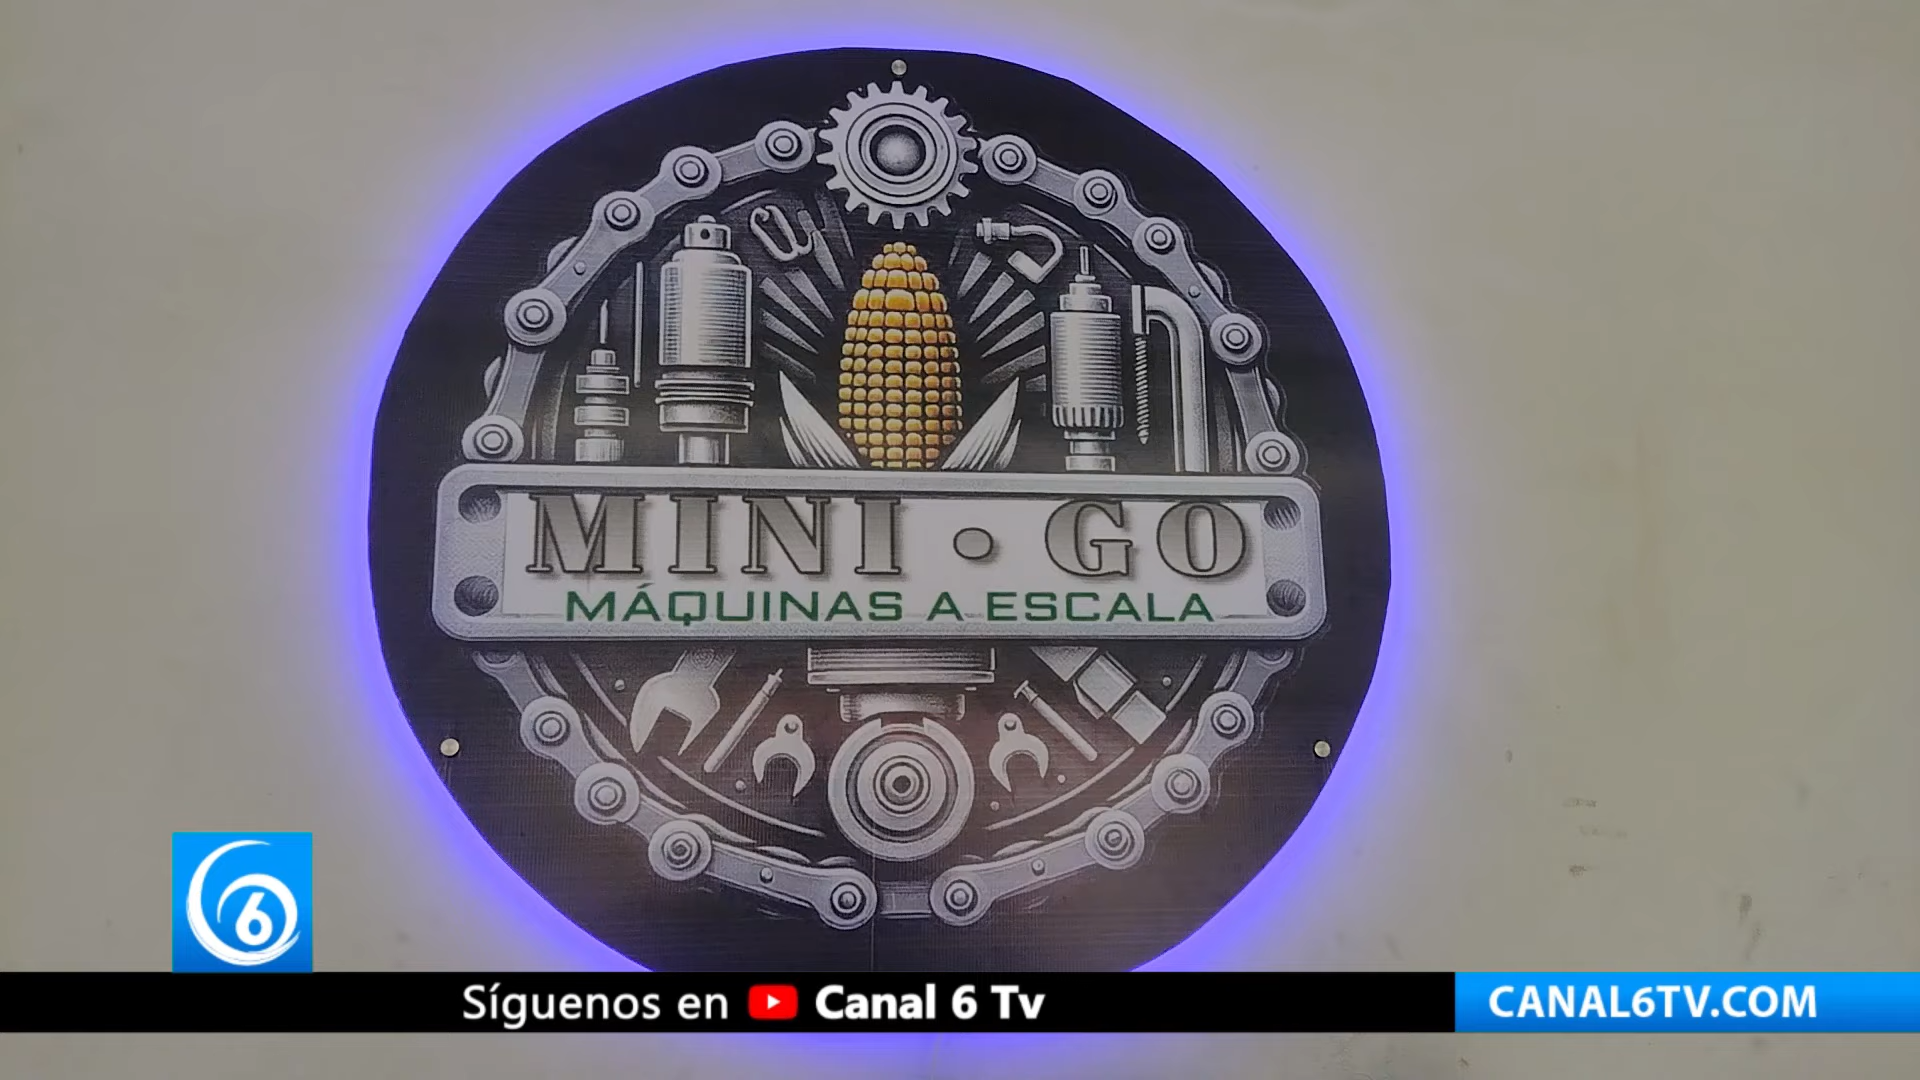 MINI • GO
MÁQUINAS A ESCALA
6
Síguenos en Canal 6 Tv
CANAL6TV.COM